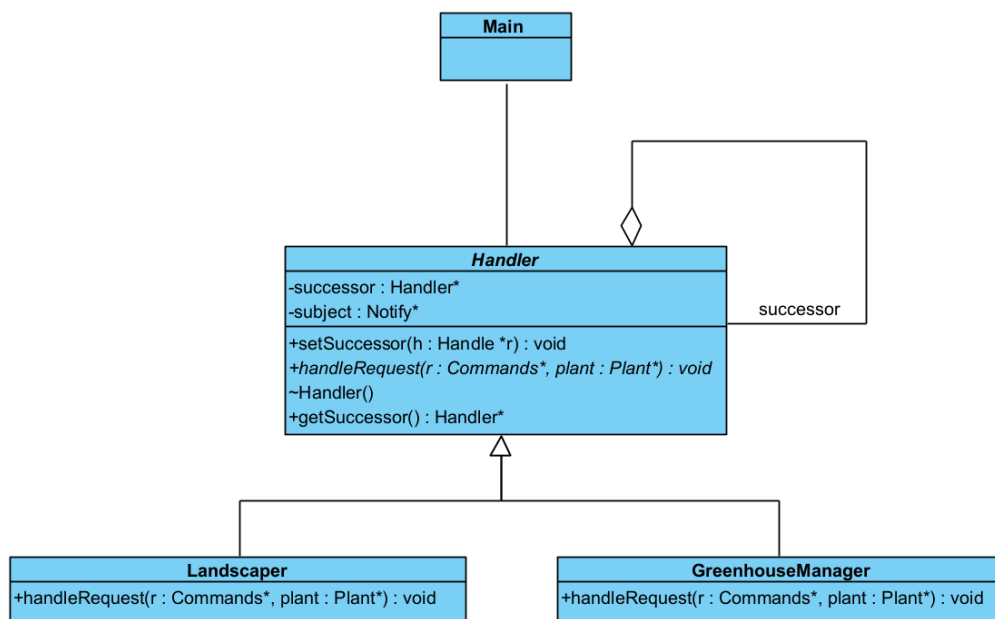 Main
Handler
-successor : Handler*
-subject : Notify*
successor
+setSuccessor(h : Handle *r) : void
+handleRequest(r : Commands*, plant : Plant*) : void
~Handler()
+getSuccessor() : Handler*
Landscaper
+handleRequest(r : Commands*, plant : Plant*) : void
GreenhouseManager
+handleRequest(r : Commands*, plant : Plant*) : void